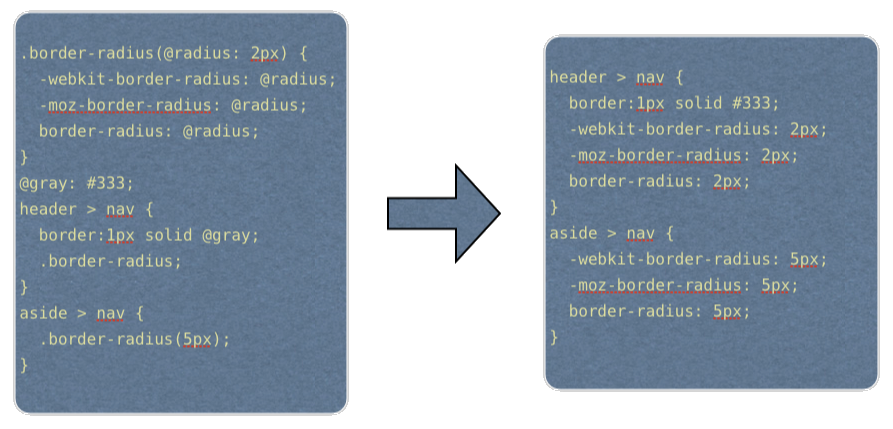 .border-radius(@radius: 2px) {
  -webkit-border-radius: @radius;
  -moz-border-radius: @radius;
  border-radius: @radius;
}
@gray: #333;
header > nav {
  border:1px solid @gray;
  .border-radius;
}
aside > nav {
  .border-radius(5px);
}
header > nav {
  border:1px solid #333;
  -webkit-border-radius: 2px;
  -moz-border-radius: 2px;
  border-radius: 2px;
}
aside > nav {
  -webkit-border-radius: 5px;
  -moz-border-radius: 5px;
  border-radius: 5px;
}